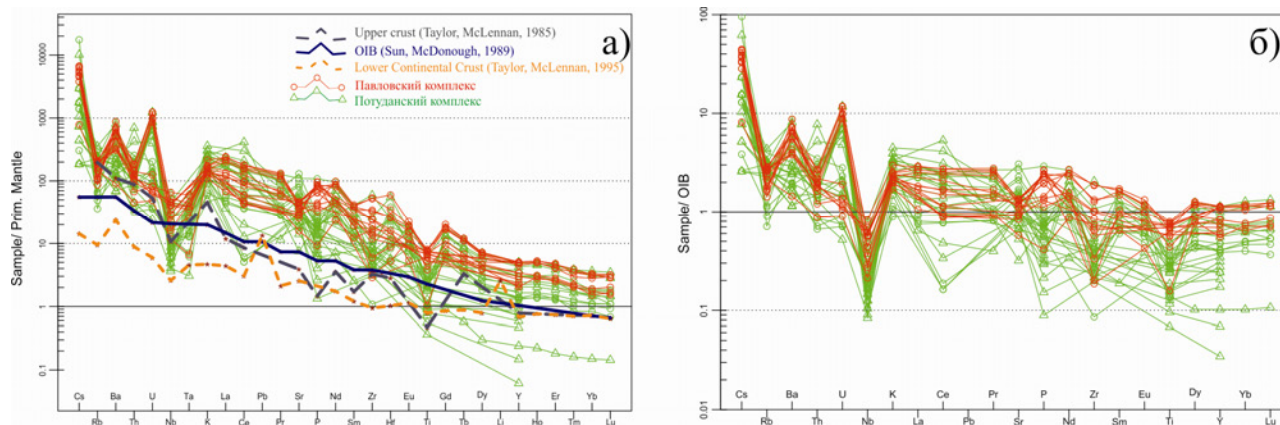 а)
Upper crust (Taylor, McLennan, 1985)
OIB (Sun, McDonough, 1989)
Lower Continental Crust (Taylor, McLennan, 1995)
Павловский комплекс
Потуданский комплекс
Sample/ Prim. Mantle
10000
1000
100
10
1
0.1
Cs Ba U Ta La Pb Sr Nd Zr Eu Gd Dy Y Er Yb
Rb Th Nb K Ce Pr P Sm Hf Ti Tb Li Ho Tm Lu
б)
Sample/ OIB
100
10
1
0.1
0.01
Cs Ba U K Ce Pr P Zr Eu Dy Yb
Rb Th Nb La Pb Sr Nd Sm Ti Y Lu